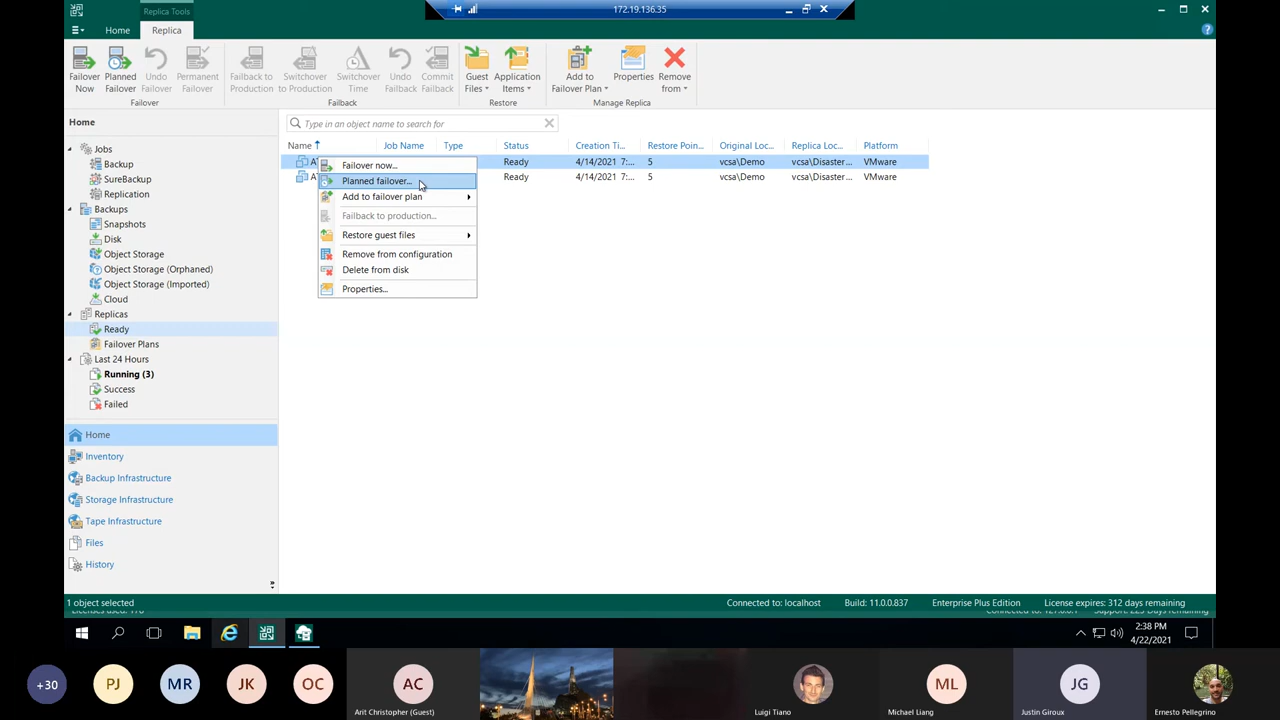 Replica Tools
172.19.136.35
Home
Replica
Failover Now
Planned Failover
Undo Failover
Permanent Failover
Failback to Production
Switchover to Production
Switchover Time
Undo Failback
Commit Failback
Guest Files
Application Items
Add to Failover Plan
Properties
Remove from
Failover
Failback
Restore
Manage Replica
Home
Type in an object name to search for
Name
Job Name
Type
Status
Creation Ti...
Restore Poin...
Original Loc...
Replica Loc...
Platform
Ready 4/14/2021 7:... 5 vcsa\Demo vcsa\Disaster... VMware
Ready 4/14/2021 7:... 5 vcsa\Demo vcsa\Disaster... VMware
Failover now...
Planned failover...
Add to failover plan
Failback to production...
Restore guest files
Remove from configuration
Delete from disk
Properties...
Jobs
Backup
SureBackup
Replication
Backups
Snapshots
Disk
Object Storage
Object Storage (Orphaned)
Object Storage (Imported)
Cloud
Replicas
Ready
Failover Plans
Last 24 Hours
Running (3)
Success
Failed
Home
Inventory
Backup Infrastructure
Storage Infrastructure
Tape Infrastructure
Files
History
1 object selected
Connected to: localhost
Build: 11.0.0.837
Enterprise Plus Edition
License expires: 312 days remaining
2:38 PM
4/22/2021
+30
PJ
MR
JK
OC
AC
ML
JG
Arit Christopher (Guest)
Luigi Tiano
Michael Liang
Justin Giroux
Ernesto Pellegrino